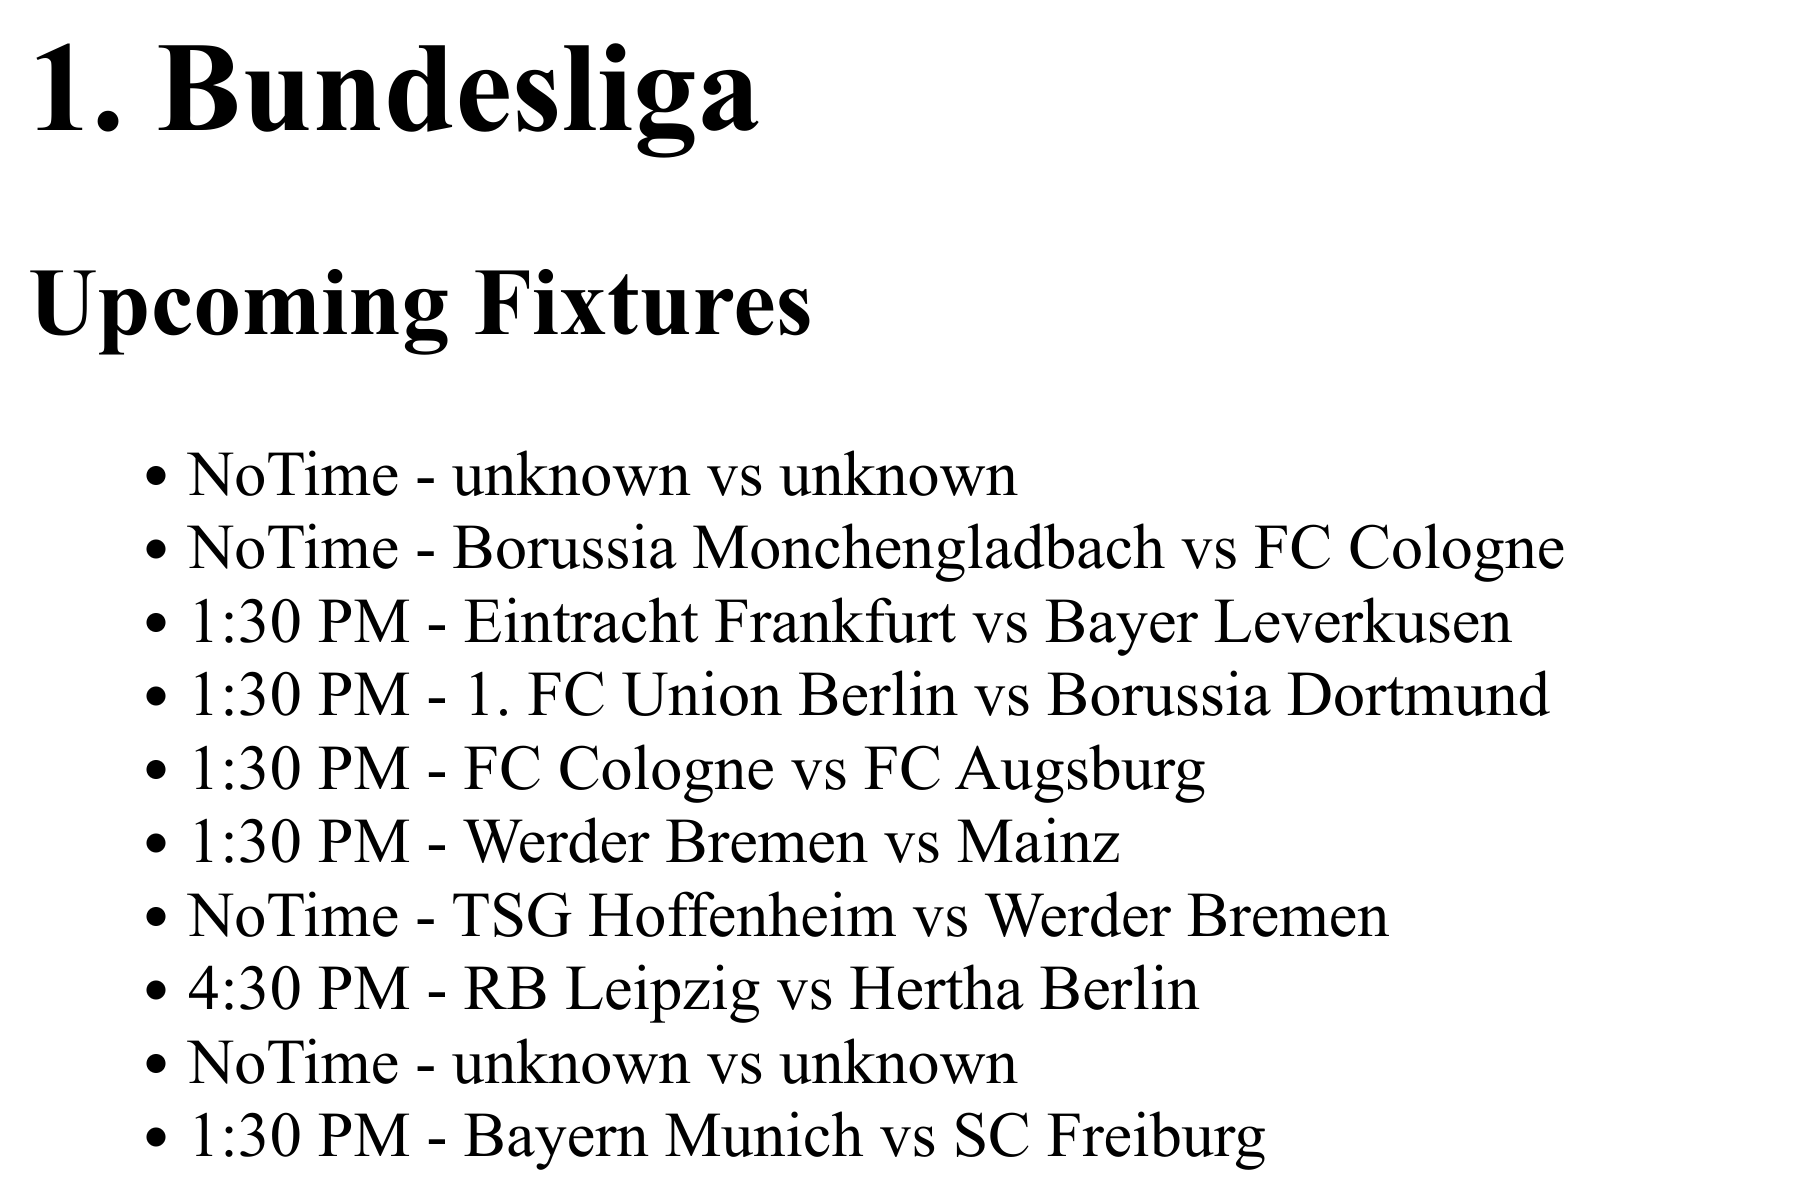 1. Bundesliga
Upcoming Fixtures
• NoTime - unknown vs unknown
• NoTime - Borussia Monchengladbach vs FC Cologne
• 1:30 PM - Eintracht Frankfurt vs Bayer Leverkusen
• 1:30 PM - 1. FC Union Berlin vs Borussia Dortmund
• 1:30 PM - FC Cologne vs FC Augsburg
• 1:30 PM - Werder Bremen vs Mainz
• NoTime - TSG Hoffenheim vs Werder Bremen
• 4:30 PM - RB Leipzig vs Hertha Berlin
• NoTime - unknown vs unknown
• 1:30 PM - Bayern Munich vs SC Freiburg